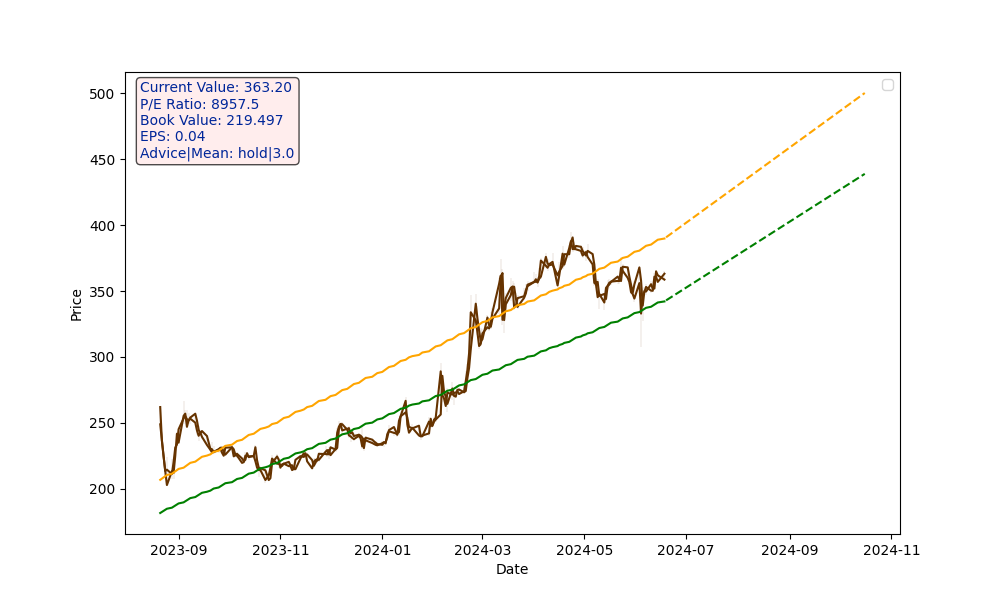 Current Value: 363.20
P/E Ratio: 8957.5
Book Value: 219.497
EPS: 0.04
Advice|Mean: hold|3.0
500
450
400
350
300
250
200
Price
2023-09 2023-11 2024-01 2024-03 2024-05 2024-07 2024-09 2024-11
Date